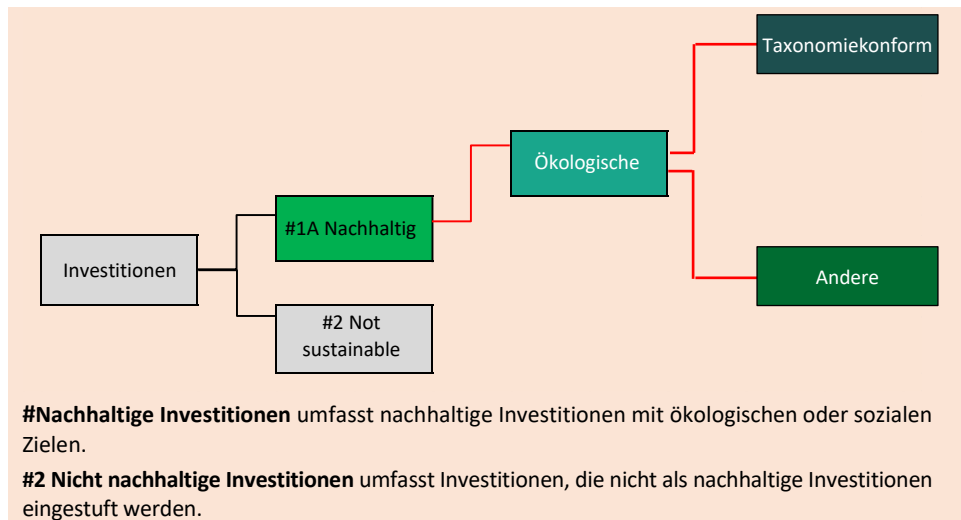 Taxonomiekonform
Ökologische
#1A Nachhaltig
Investitionen
Andere
#2 Not
sustainable
#Nachhaltige Investitionen umfasst nachhaltige Investitionen mit ökologischen oder sozialen
Zielen.
#2 Nicht nachhaltige Investitionen umfasst Investitionen, die nicht als nachhaltige Investitionen
eingestuft werden.